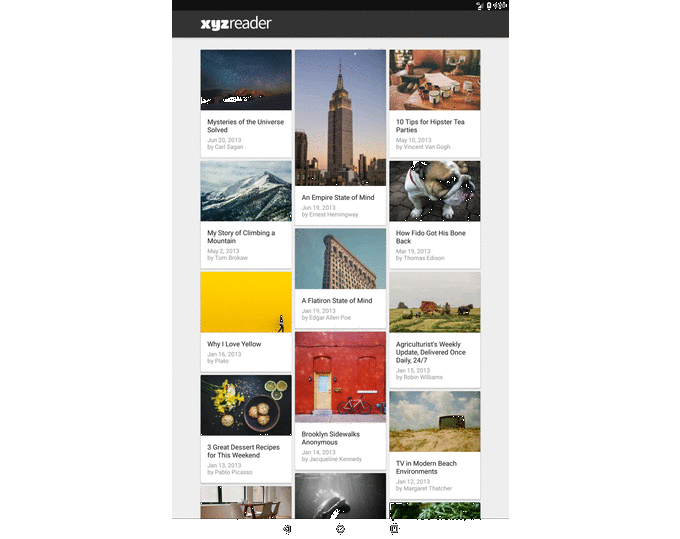 xyzreader
Mysteries of the Universe
Solved
Jun 20, 2013
by Carl Sagan
My Story of Climbing a
Mountain
May 2, 2013
by Tom Brokaw
Why I Love Yellow
Jan 16, 2013
by Plato
3 Great Dessert Recipes
for This Weekend
Jan 13, 2013
by Pablo Picasso
An Empire State of Mind
Jun 19, 2013
by Ernest Hemingway
A Flatiron State of Mind
Jan 19, 2013
by Edgar Allen Poe
Brooklyn Sidewalks
Anonymous
Jan 14, 2013
by Jacqueline Kennedy
10 Tips for Hipster Tea
Parties
May 10, 2013
by Vincent Van Gogh
How Fido Got His Bone
Back
Mar 19, 2013
by Thomas Edison
Agriculturist's Weekly
Update, Delivered Once
Daily, 24/7
Jan 15, 2013
by Robin Williams
TV in Modern Beach
Environments
Jan 12, 2013
by Margaret Thatcher